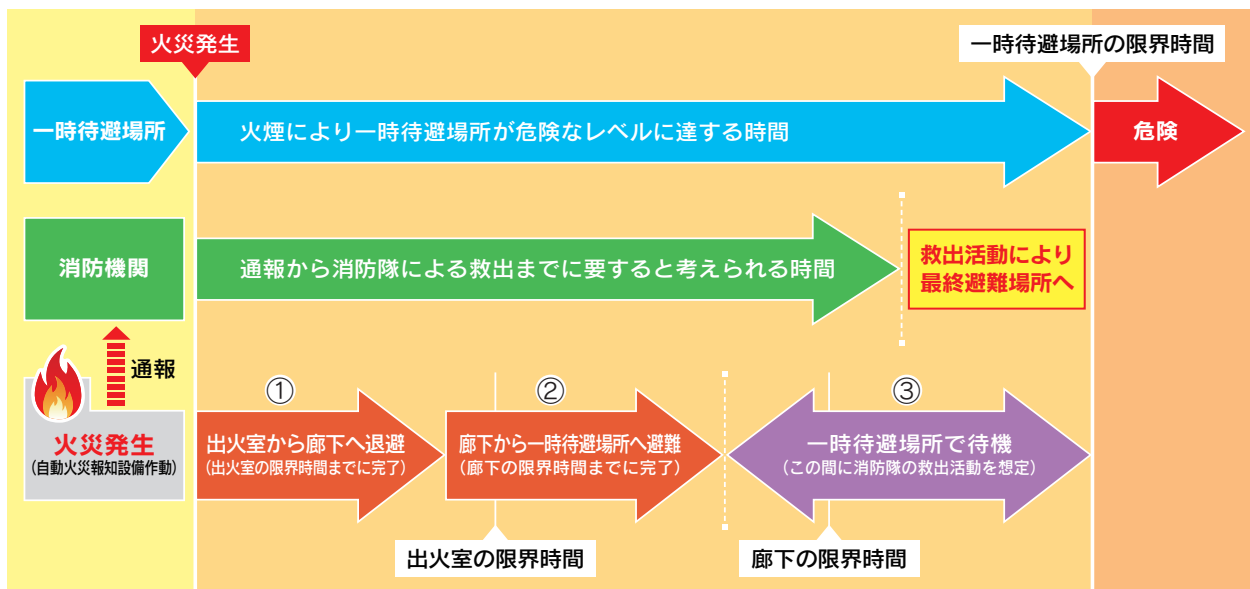 火災発生
一時待避場所の限界時間
一時待避場所
火煙により一時待避場所が危険なレベルに達する時間
危険
消防機関
通報から消防隊による救出までに要すると考えられる時間
救出活動により
最終避難場所へ
通報
火災発生
(自動火災報知設備作動)
①
出火室から廊下へ退避
(出火室の限界時間までに完了)
②
廊下から一時待避場所へ避難
(廊下の限界時間までに完了)
③
一時待避場所で待機
(この間に消防隊の救出活動を想定)
出火室の限界時間
廊下の限界時間